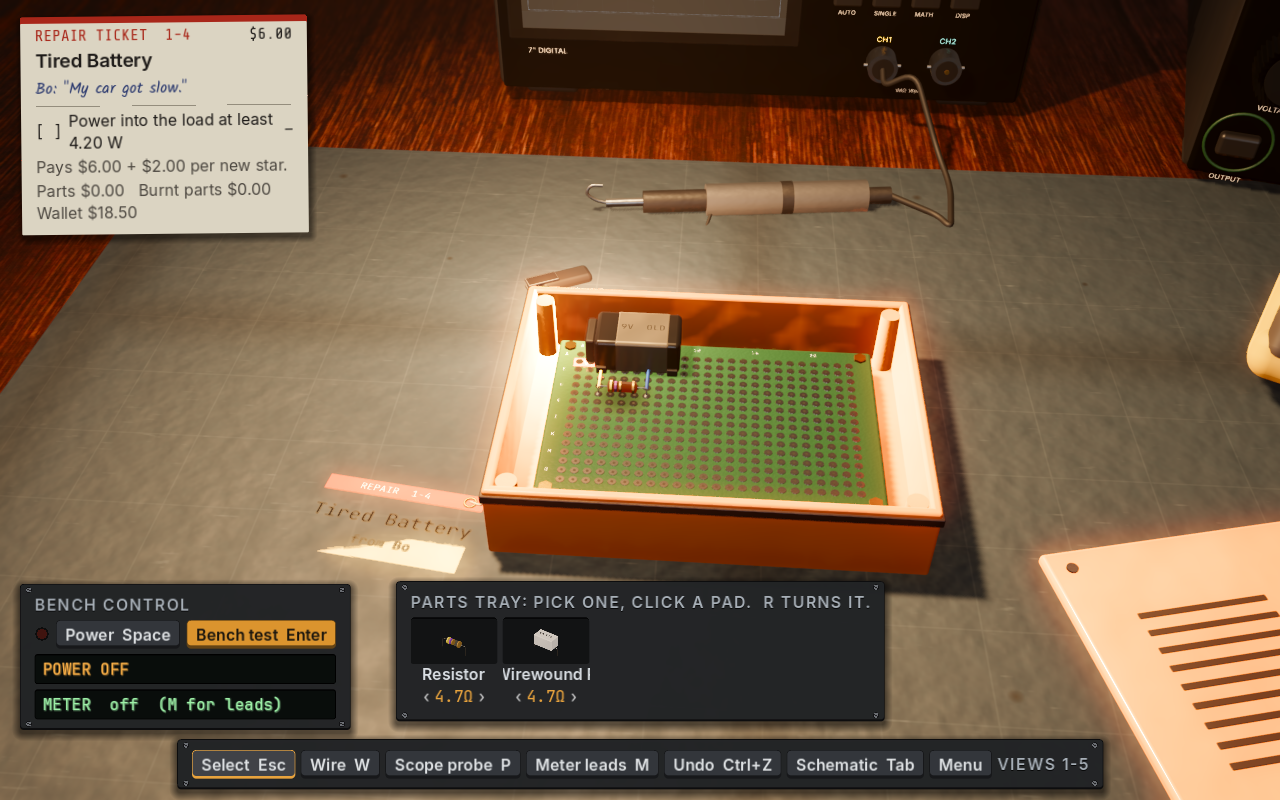 REPAIR TICKET 1-4 $6.00
Tired Battery
Bo: "My car got slow."
[ ] Power into the load at least 4.20 W –
Pays $6.00 + $2.00 per new star.
Parts $0.00 Burnt parts $0.00
Wallet $18.50
AUTO SINGLE MATH DISP
7" DIGITAL
CH1 CH2
OUTPUT
9V OLD
REPAIR 1-4
Tired Battery
Bo
BENCH CONTROL
Power Space
Bench test Enter
POWER OFF
METER off (M for leads)
PARTS TRAY: PICK ONE, CLICK A PAD. R TURNS IT.
Resistor
‹ 4.7Ω ›
Wirewound
‹ 4.7Ω ›
Select Esc
Wire W
Scope probe P
Meter leads M
Undo Ctrl+Z
Schematic Tab
Menu
VIEWS 1-5